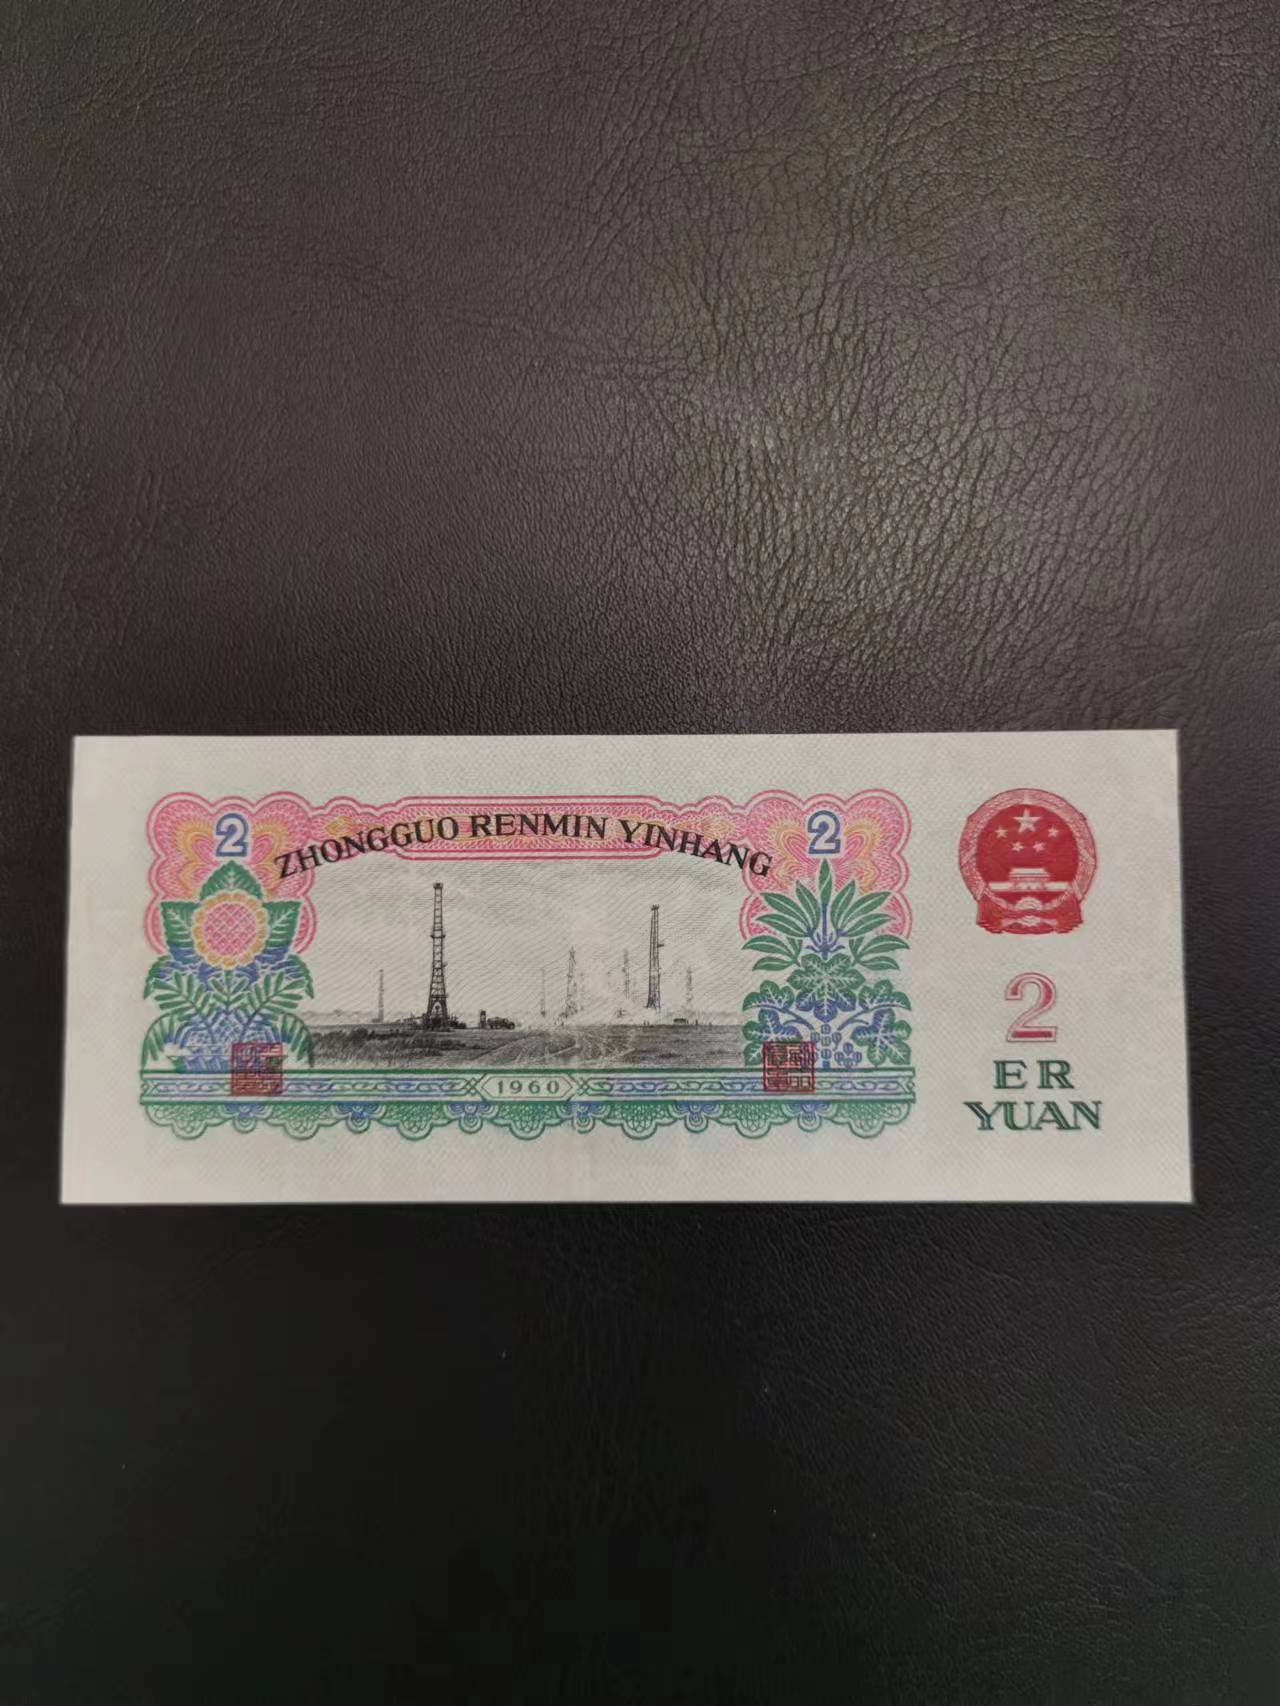 2
2
ZHONGGUO RENMIN YINHANG
2
ER
YUAN
1960